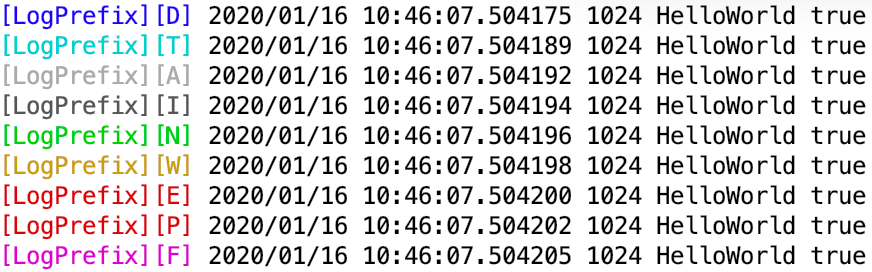 [LogPrefix][D] 2020/01/16 10:46:07.504175 1024 HelloWorld true
[LogPrefix][T] 2020/01/16 10:46:07.504189 1024 HelloWorld true
[LogPrefix][A] 2020/01/16 10:46:07.504192 1024 HelloWorld true
[LogPrefix][I] 2020/01/16 10:46:07.504194 1024 HelloWorld true
[LogPrefix][N] 2020/01/16 10:46:07.504196 1024 HelloWorld true
[LogPrefix][W] 2020/01/16 10:46:07.504198 1024 HelloWorld true
[LogPrefix][E] 2020/01/16 10:46:07.504200 1024 HelloWorld true
[LogPrefix][P] 2020/01/16 10:46:07.504202 1024 HelloWorld true
[LogPrefix][F] 2020/01/16 10:46:07.504205 1024 HelloWorld true